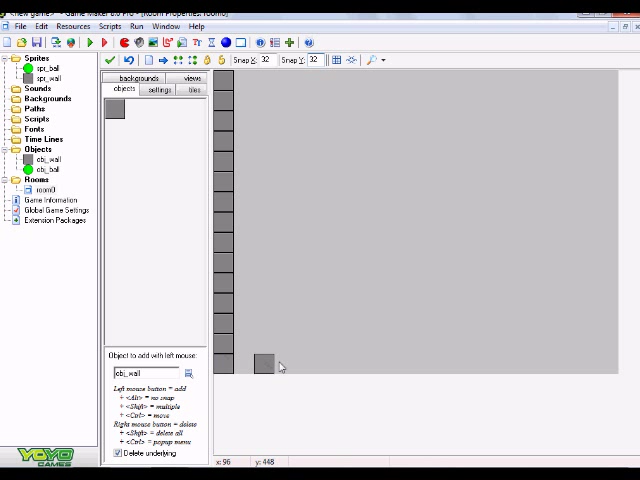 <new game> - Game Maker 8.0 Pro - [Room Properties: room0]
File Edit Resources Scripts Run Window Help
Snap X: 32 Snap Y: 32
Sprites
spr_ball
spr_wall
Sounds
Backgrounds
Paths
Scripts
Fonts
Time Lines
Objects
obj_wall
obj_ball
Rooms
room0
Game Information
Global Game Settings
Extension Packages
YOYO
GAMES
backgrounds views
objects settings tiles
Object to add with left mouse:
obj_wall
Left mouse button = add
+ <Alt> = no snap
+ <Shift> = multiple
+ <Ctrl> = move
Right mouse button = delete
+ <Shift> = delete all
+ <Ctrl> = popup menu
Delete underlying
x: 96 y: 448